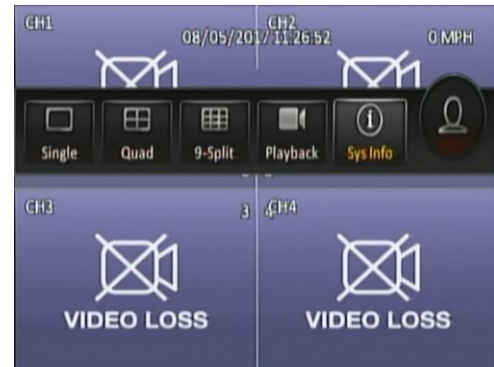 CH1
CH2
08/05/2017 11:26:52
0 MPH
Single
Quad
9-Split
Playback
Sys Info
CH3
3
4
CH4
VIDEO LOSS
VIDEO LOSS